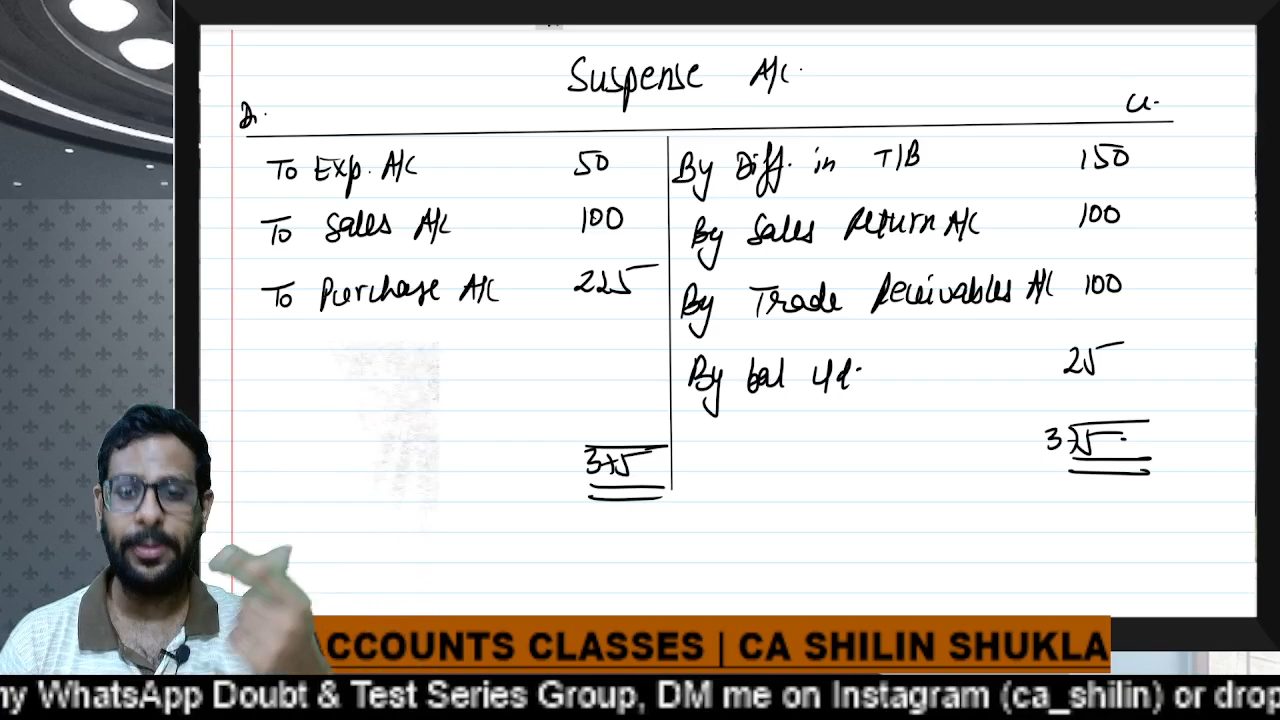 Suspense A/c.
Dr. Cr.
To Exp. A/c 50 By Diff. in T/B 150
To Sales A/c 100 By Sales Return A/c 100
To Purchase A/c 225 By Trade Receivables A/c 100
By bal c/d. 25
375 375
ACCOUNTS CLASSES | CA SHILIN SHUKLA
my WhatsApp Doubt & Test Series Group, DM me on Instagram (ca_shilin) or drop